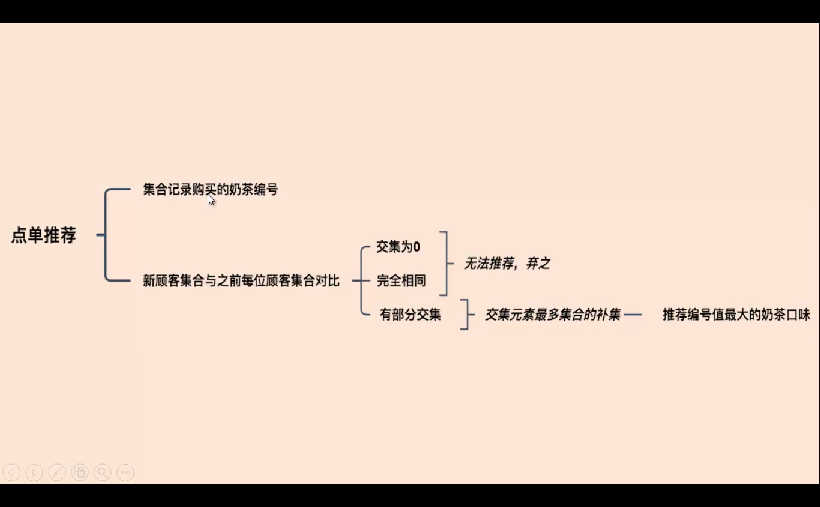 点单推荐
集合记录购买的奶茶编号
新顾客集合与之前每位顾客集合对比
交集为0
完全相同
无法推荐，弃之
有部分交集
交集元素最多集合的补集
推荐编号值最大的奶茶口味